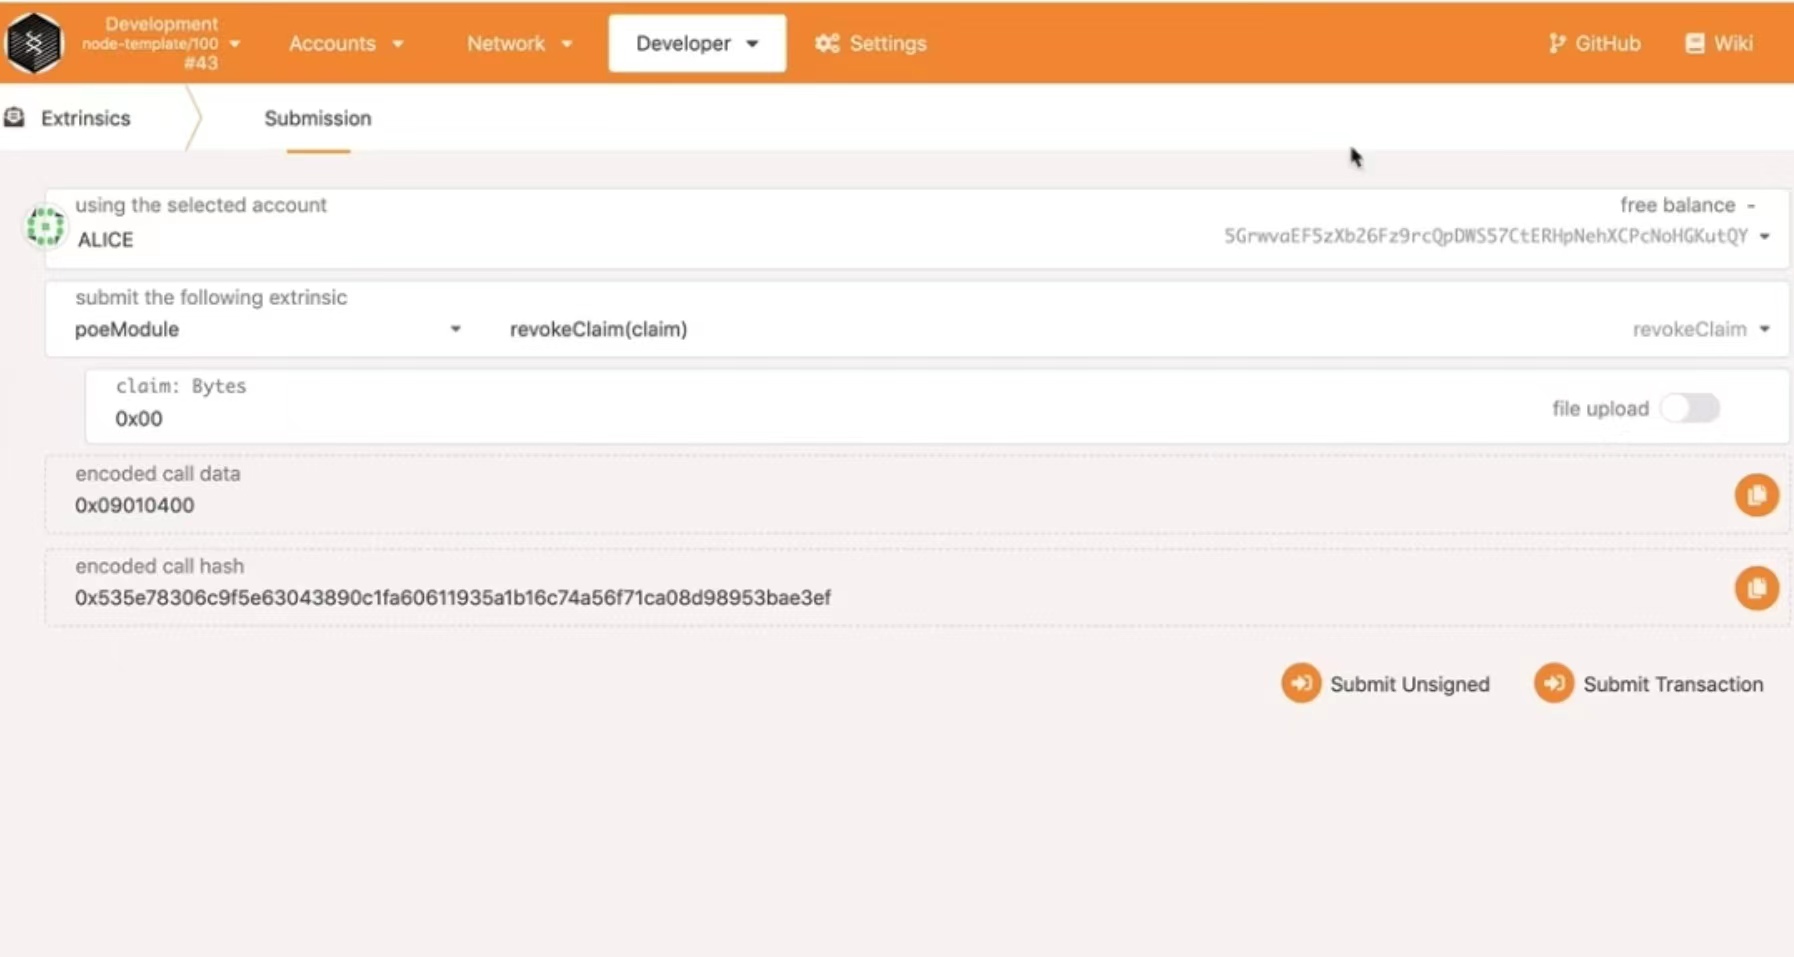 Development
node-template/100
#43
Accounts
Network
Developer
Settings
GitHub
Wiki
Extrinsics
Submission
using the selected account
free balance -
ALICE
5GrwvaEF5zXb26Fz9rcQpDWS57CtERHpNehXCPcNoHGKutQY
submit the following extrinsic
poeModule
revokeClaim(claim)
revokeClaim
claim: Bytes
0x00
file upload
encoded call data
0x09010400
encoded call hash
0x535e78306c9f5e63043890c1fa60611935a1b16c74a56f71ca08d98953bae3ef
Submit Unsigned
Submit Transaction